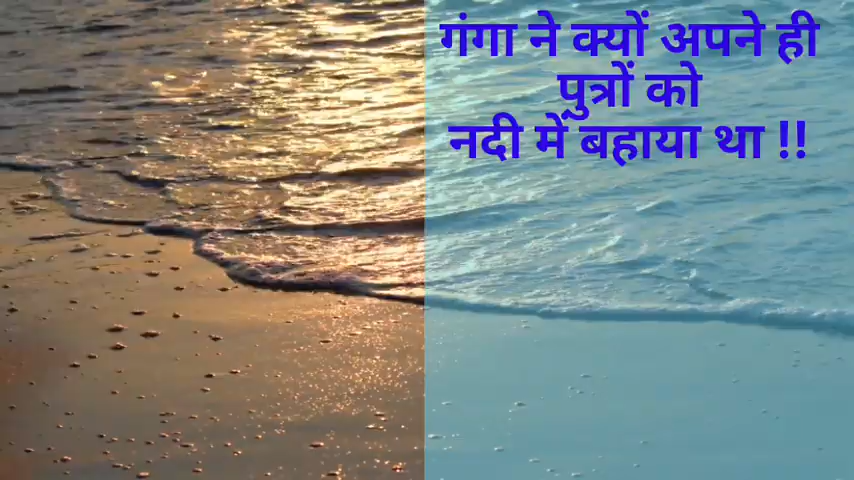 गंगा ने क्यों अपने ही
पुत्रों को
नदी में बहाया था !!